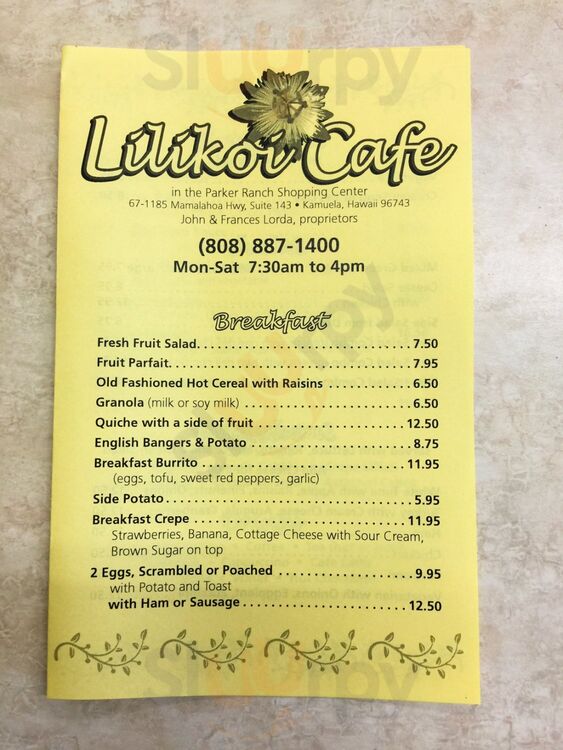 Sluurpy
Lilikoi Cafe
in the Parker Ranch Shopping Center
67-1185 Mamalahoa Hwy, Suite 143 • Kamuela, Hawaii 96743
John & Frances Lorda, proprietors
(808) 887-1400
Mon-Sat 7:30am to 4pm
Breakfast
Fresh Fruit Salad. . . . . . . . . . . . . . . . . . . . . . . . . . . . . . 7.50
Fruit Parfait. . . . . . . . . . . . . . . . . . . . . . . . . . . . . . . . . . 7.95
Old Fashioned Hot Cereal with Raisins . . . . . . . . . . . . 6.50
Granola (milk or soy milk) . . . . . . . . . . . . . . . . . . . . . . . . 6.50
Quiche with a side of fruit . . . . . . . . . . . . . . . . . . . . . 12.50
English Bangers & Potato . . . . . . . . . . . . . . . . . . . . . . . 8.75
Breakfast Burrito . . . . . . . . . . . . . . . . . . . . . . . . . . . . . 11.95
(eggs, tofu, sweet red peppers, garlic)
Side Potato . . . . . . . . . . . . . . . . . . . . . . . . . . . . . . . . . . . 5.95
Breakfast Crepe . . . . . . . . . . . . . . . . . . . . . . . . . . . . . . 11.95
Strawberries, Banana, Cottage Cheese with Sour Cream,
Brown Sugar on top
2 Eggs, Scrambled or Poached . . . . . . . . . . . . . . . . . . . 9.95
with Potato and Toast
with Ham or Sausage . . . . . . . . . . . . . . . . . . . . . . . . 12.50
Sluurpy